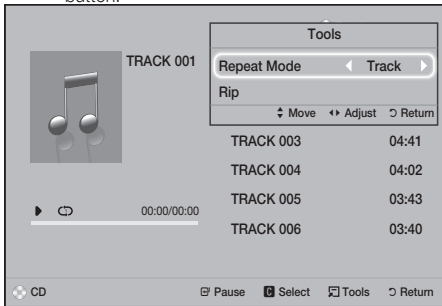 button.
Tools
TRACK 001
Repeat Mode Track
Rip
Move Adjust Return
TRACK 003 04:41
TRACK 004 04:02
TRACK 005 03:43
00:00/00:00
TRACK 006 03:40
CD Pause C Select Tools Return